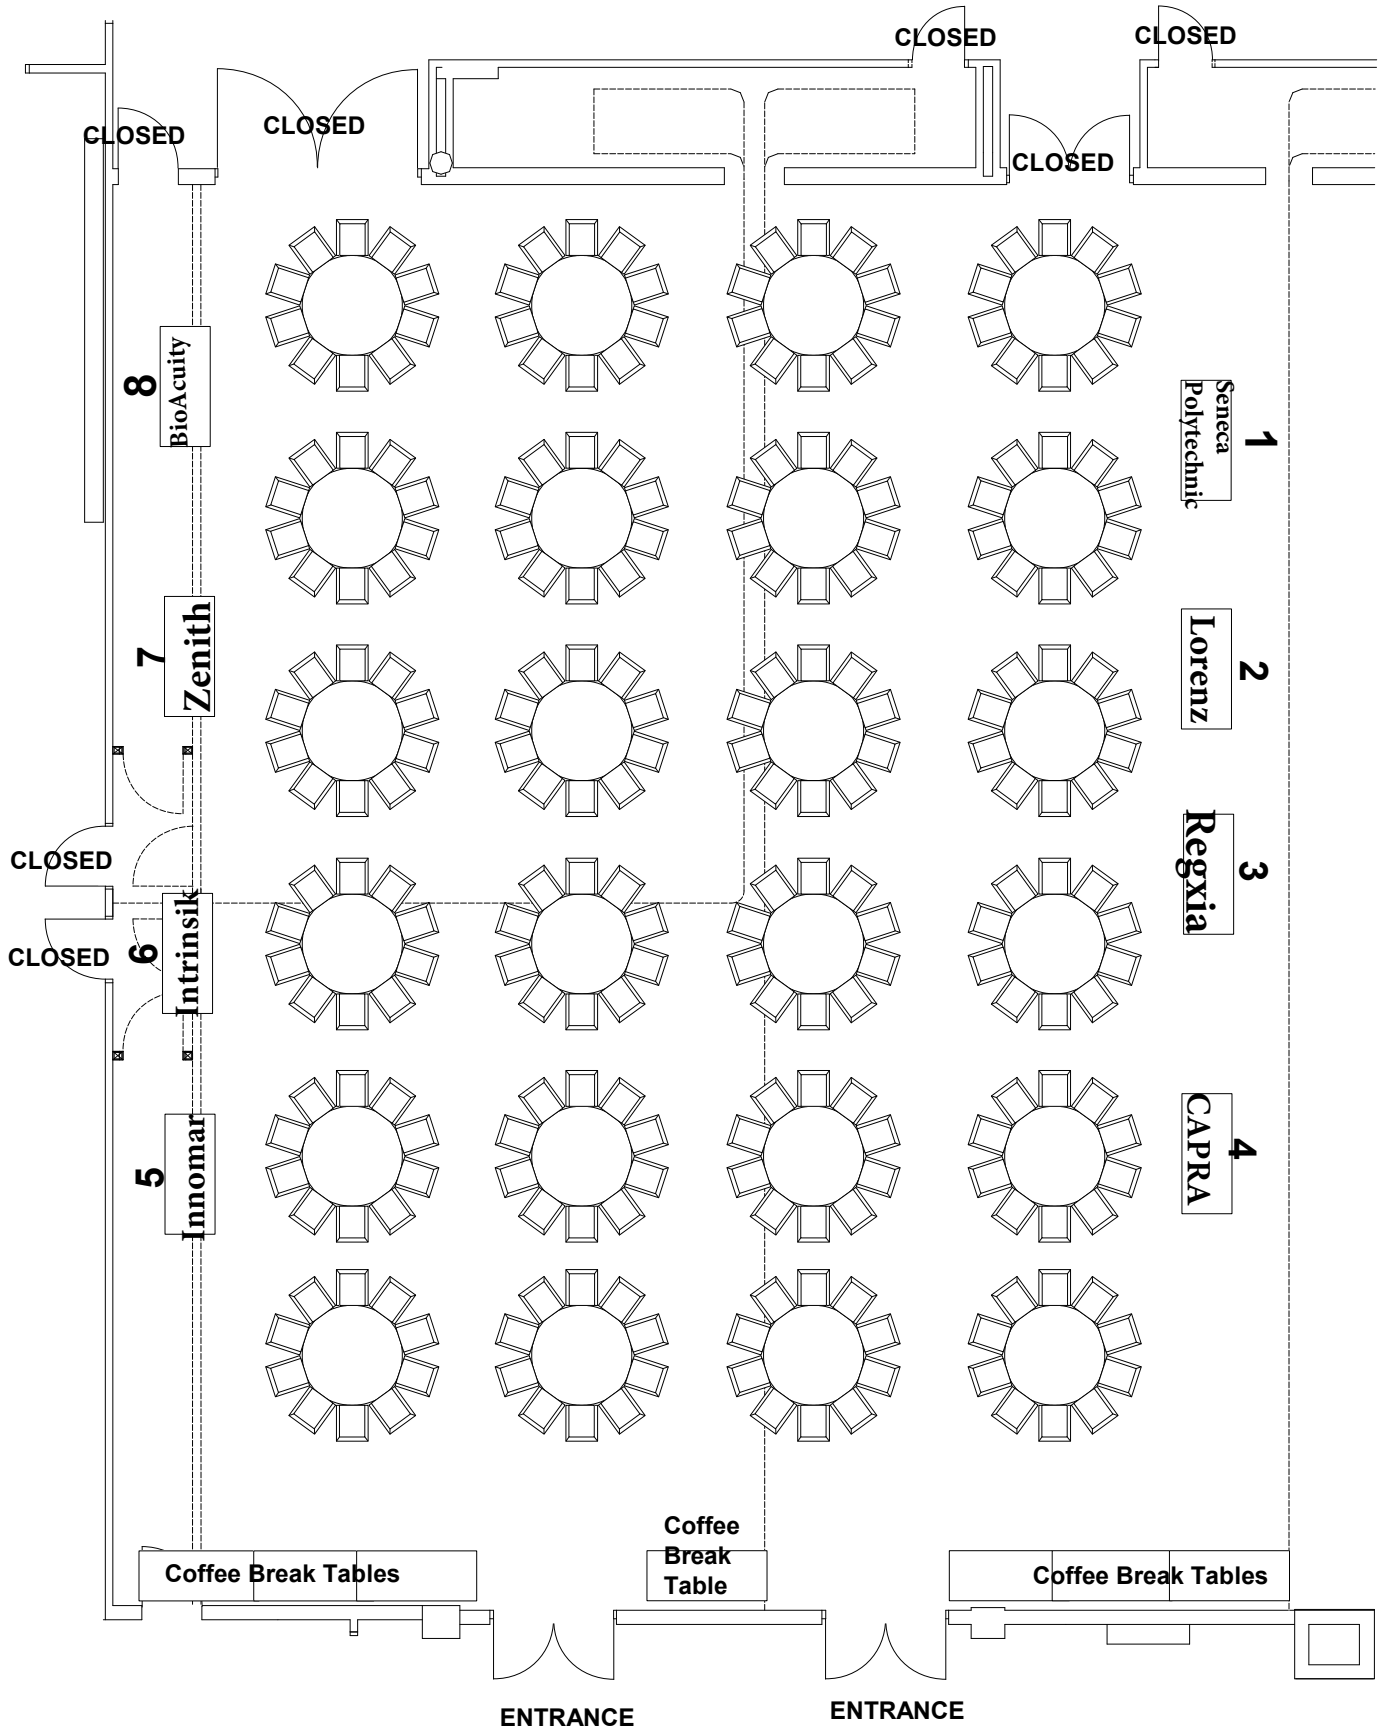 CLOSED
CLOSED
CLOSED
CLOSED
CLOSED
8
BioAcuity
Seneca
Polytechnic
1
7
Zenith
Lorenz
2
Regxia
3
CLOSED
CLOSED
6
Intrinsik
5
Innomar
CAPRA
4
Coffee
Break
Table
Coffee Break Tables
Coffee Break Tables
ENTRANCE
ENTRANCE